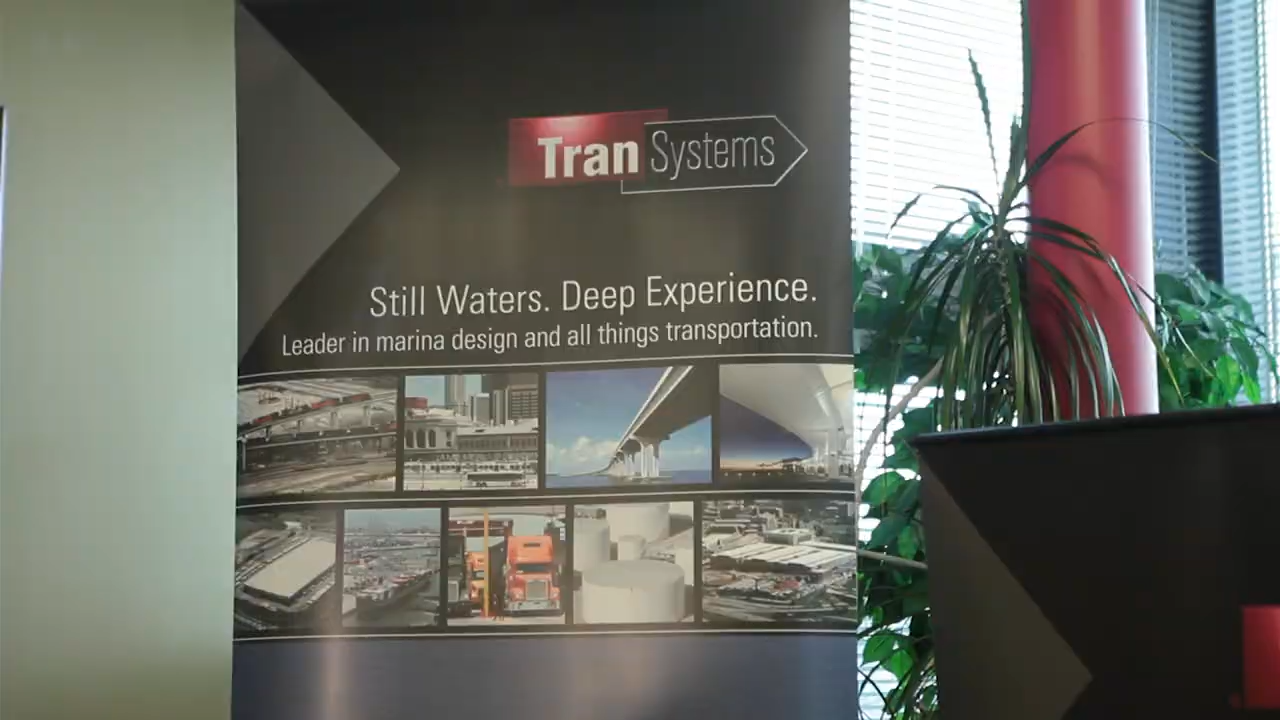 Tran Systems
Still Waters. Deep Experience.
Leader in marina design and all things transportation.